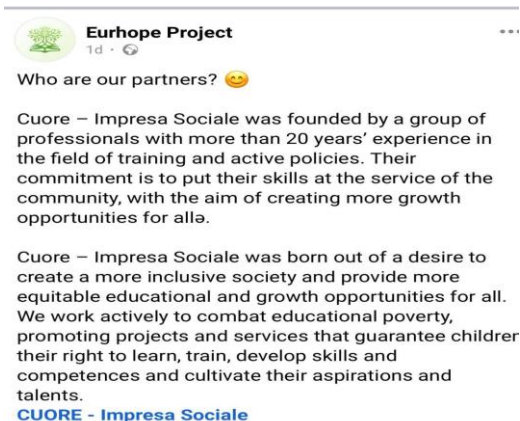 Eurhope Project
1d ·
Who are our partners? 😊
Cuore – Impresa Sociale was founded by a group of
professionals with more than 20 years' experience in
the field of training and active policies. Their
commitment is to put their skills at the service of the
community, with the aim of creating more growth
opportunities for allə.
Cuore – Impresa Sociale was born out of a desire to
create a more inclusive society and provide more
equitable educational and growth opportunities for all.
We work actively to combat educational poverty,
promoting projects and services that guarantee children
their right to learn, train, develop skills and
competences and cultivate their aspirations and
talents.
CUORE - Impresa Sociale